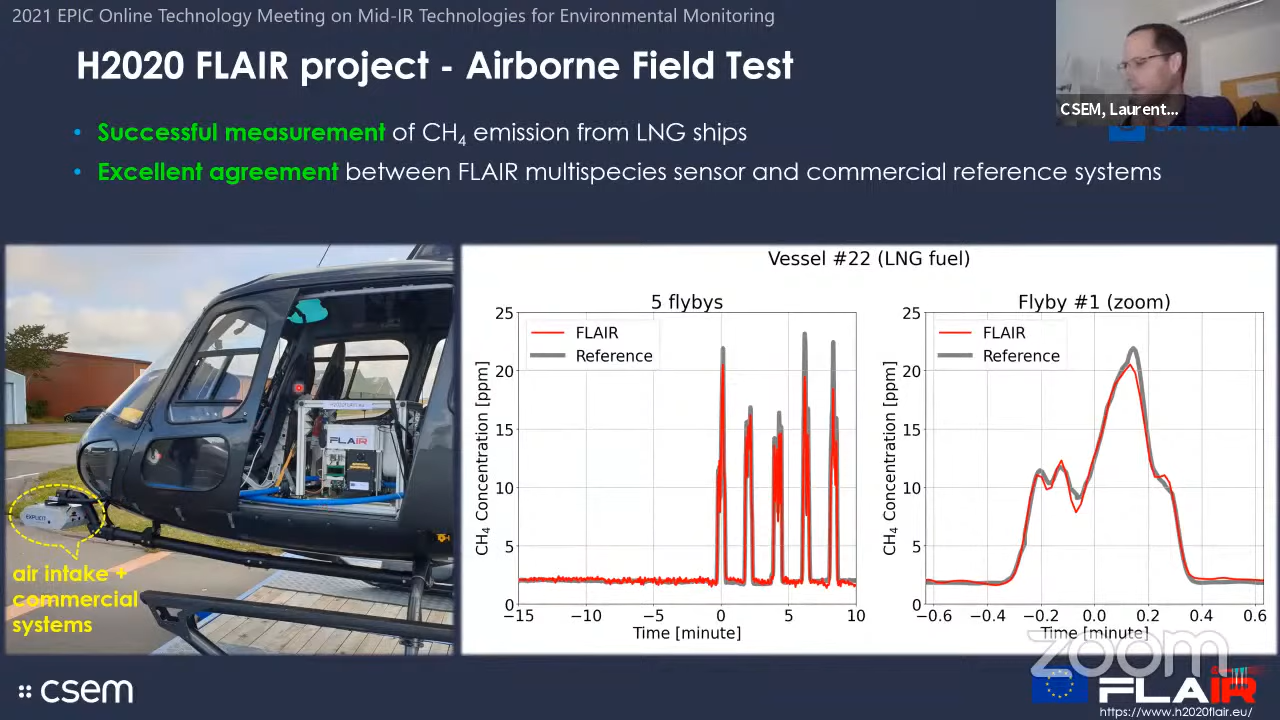 2021 EPIC Online Technology Meeting on Mid-IR Technologies for Environmental Monitoring
H2020 FLAIR project - Airborne Field Test
CSEM, Laurent...
• Successful measurement of CH4 emission from LNG ships
• Excellent agreement between FLAIR multispecies sensor and commercial reference systems
FLAIR
EXPLICIT
air intake +
commercial
systems
Vessel #22 (LNG fuel)
5 flybys
FLAIR
Reference
CH4 Concentration [ppm]
25
20
15
10
5
0
−15 −10 −5 0 5 10
Time [minute]
Flyby #1 (zoom)
FLAIR
Reference
CH4 Concentration [ppm]
25
20
15
10
5
0
−0.6 −0.4 −0.2 0.0 0.2 0.4 0.6
Time [minute]
zoom
csem
FLAIR
https://www.h2020flair.eu/